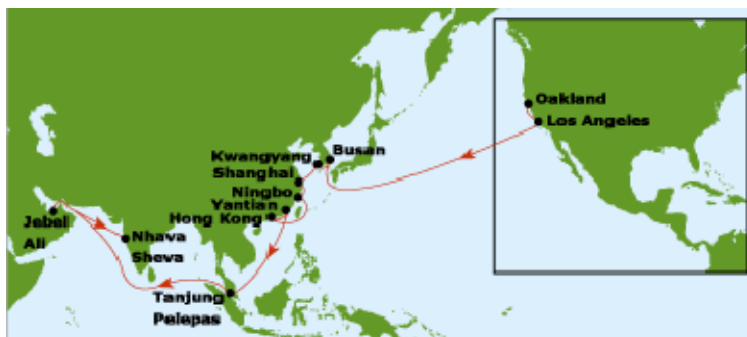 Oakland
Los Angeles
Busan
Kwangyang
Shanghai
Ningbo
Yantian
Hong Kong
Jebel
Ali
Nhava
Sheva
Tanjung
Pelepas